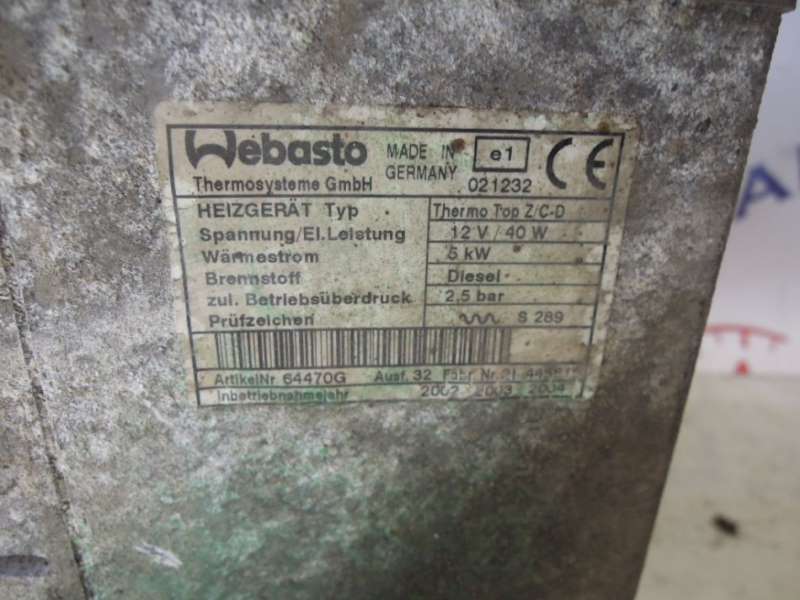 Webasto MADE IN GERMANY e1 CE
Thermosysteme GmbH 021232
HEIZGERÄT Typ Thermo Top Z/C-D
Spannung/El.Leistung 12 V / 40 W
Wärmestrom 5 kW
Brennstoff Diesel
zul. Betriebsüberdruck 2,5 bar
Prüfzeichen S 289
ArtikelNr. 64470G Ausf. 32 Fabr. Nr.
Inbetriebnahmejahr 2002 2003 2004